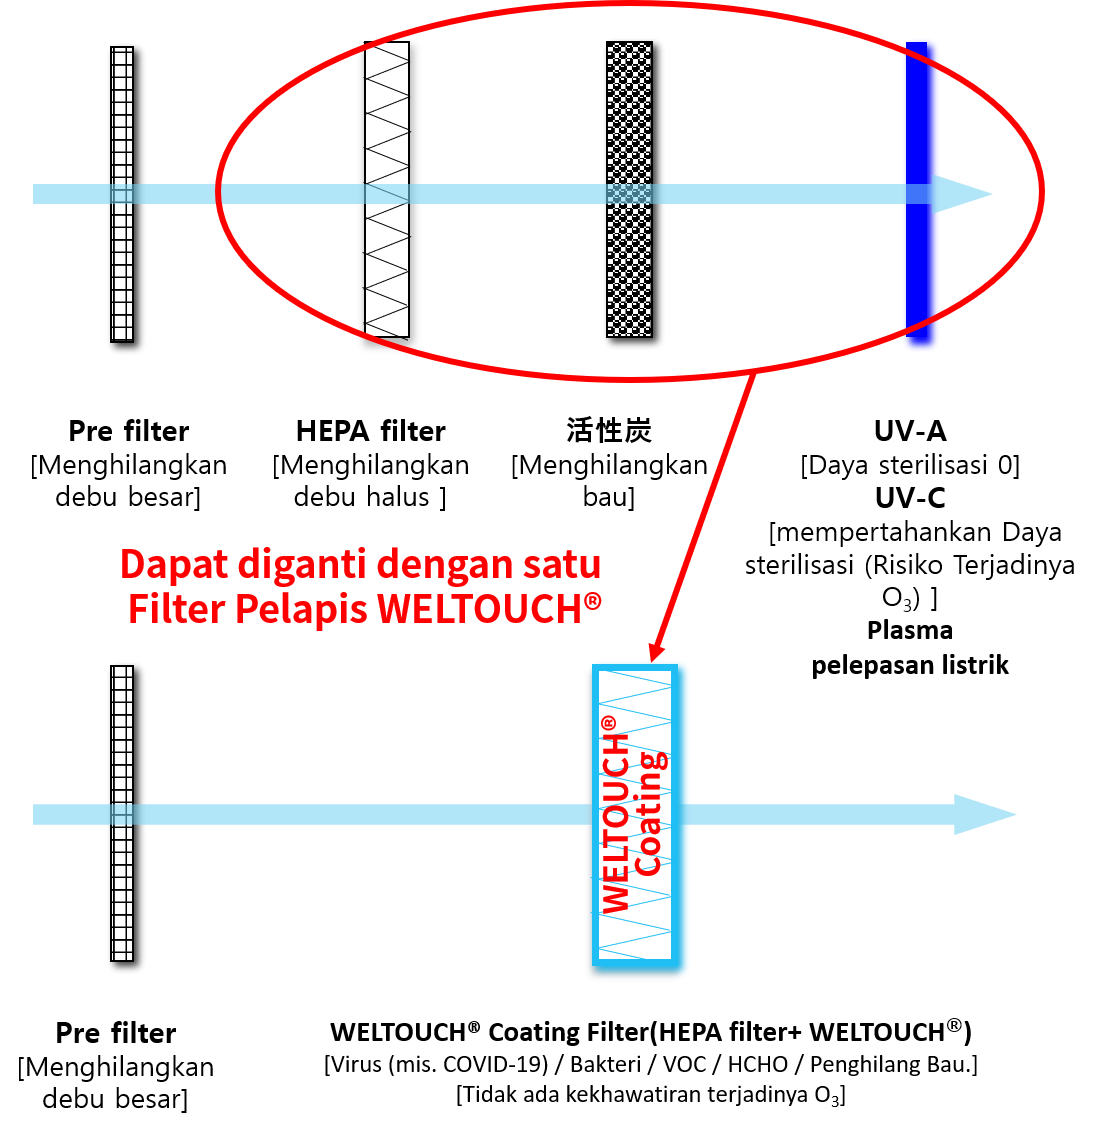 Pre filter
[Menghilangkan
debu besar]
HEPA filter
[Menghilangkan
debu halus ]
活性炭
[Menghilangkan
bau]
UV-A
[Daya sterilisasi 0]
UV-C
[mempertahankan Daya
sterilisasi (Risiko Terjadinya
O₃) ]
Plasma
pelepasan listrik
Dapat diganti dengan satu
Filter Pelapis WELTOUCH®
WELTOUCH®
Coating
Pre filter
[Menghilangkan
debu besar]
WELTOUCH® Coating Filter(HEPA filter+ WELTOUCH®)
[Virus (mis. COVID-19) / Bakteri / VOC / HCHO / Penghilang Bau.]
[Tidak ada kekhawatiran terjadinya O₃]